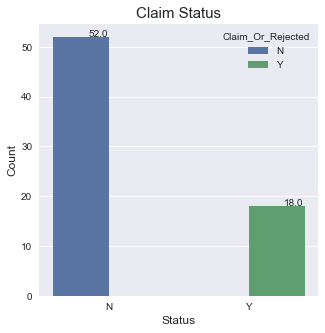 Claim Status
52.0
Claim_Or_Rejected
N
Y
50
40
30
20
10
0
Count
18.0
N Y
Status